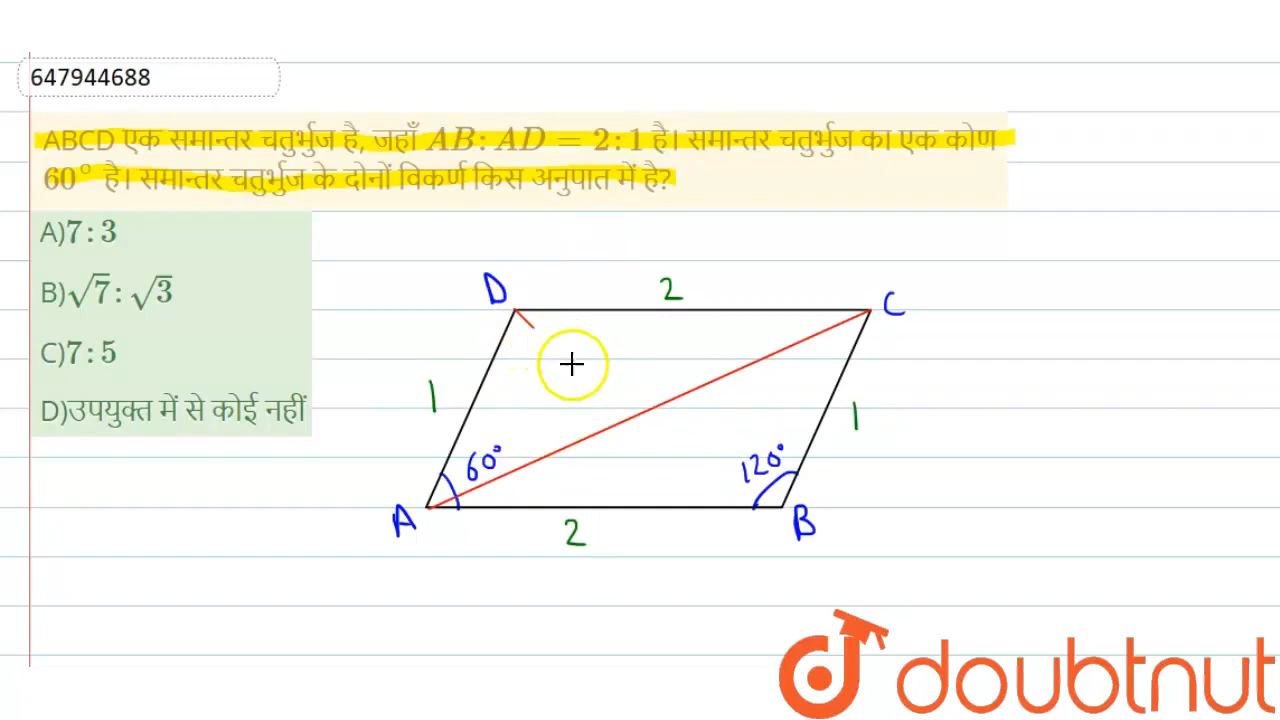 647944688
ABCD एक समान्तर चतुर्भुज है, जहाँ AB : AD = 2 : 1 है। समान्तर चतुर्भुज का एक कोण
60° है। समान्तर चतुर्भुज के दोनों विकर्ण किस अनुपात में है?
A)7 : 3
B)√7 : √3
C)7 : 5
D)उपयुक्त में से कोई नहीं
D
2
C
1
1
60°
120°
A
2
B
doubtnut